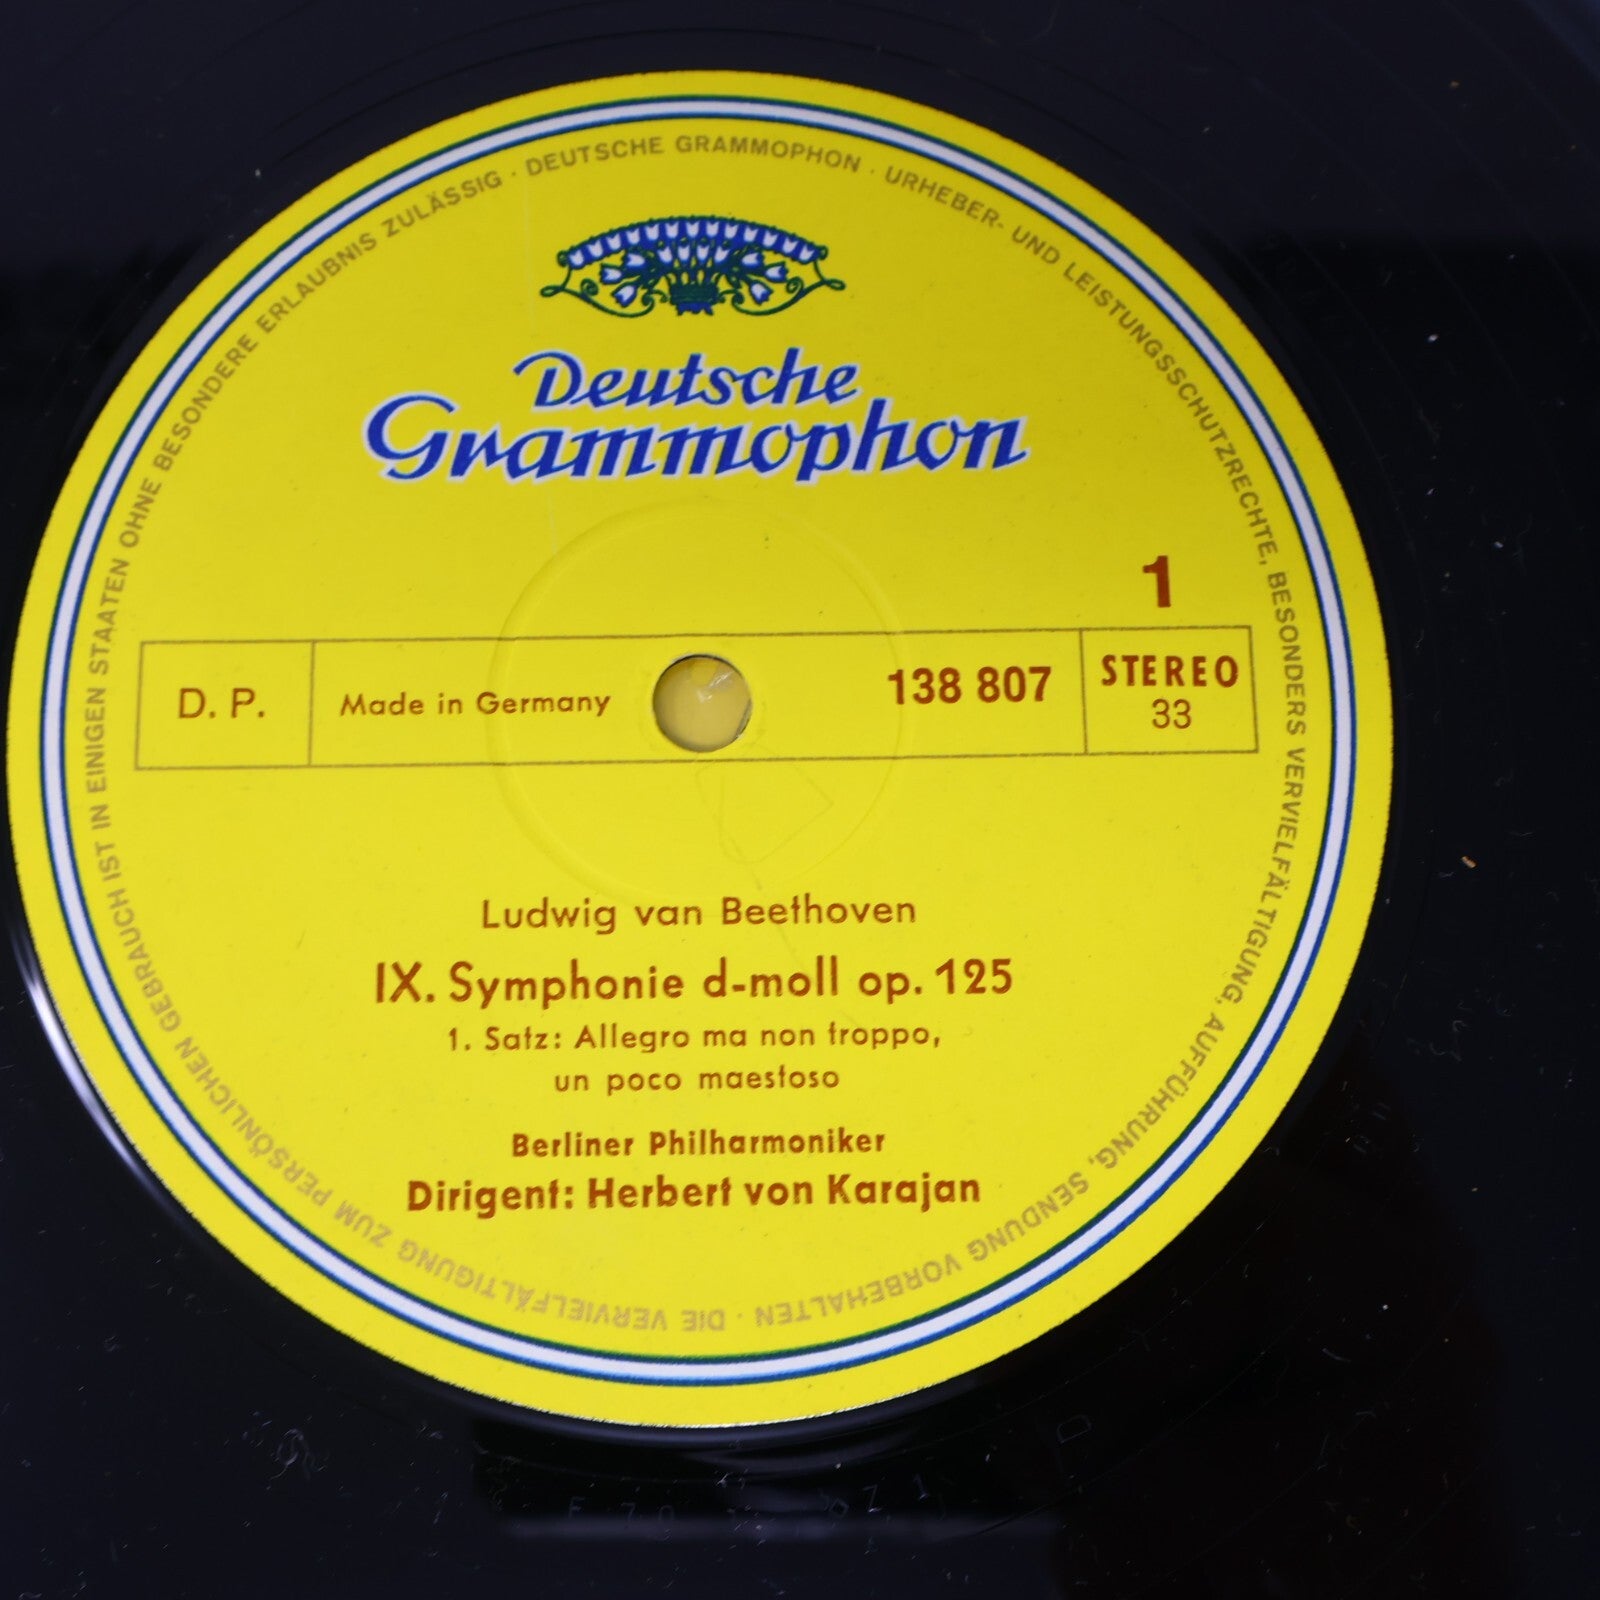 DEUTSCHE GRAMMOPHON · URHEBER- UND LEISTUNGSSCHUTZRECHTE, BESONDERS VERVIELFÄLTIGUNG, AUFFÜHRUNG, SENDUNG VORBEHALTEN · DIE VERVIELFÄLTIGUNG ZUM PERSÖNLICHEN GEBRAUCH IST IN EINIGEN STAATEN OHNE BESONDERE ERLAUBNIS ZULÄSSIG ·
Deutsche
Grammophon
1
D. P.
Made in Germany
138 807
STEREO
33
Ludwig van Beethoven
IX. Symphonie d-moll op. 125
1. Satz: Allegro ma non troppo,
un poco maestoso
Berliner Philharmoniker
Dirigent: Herbert von Karajan